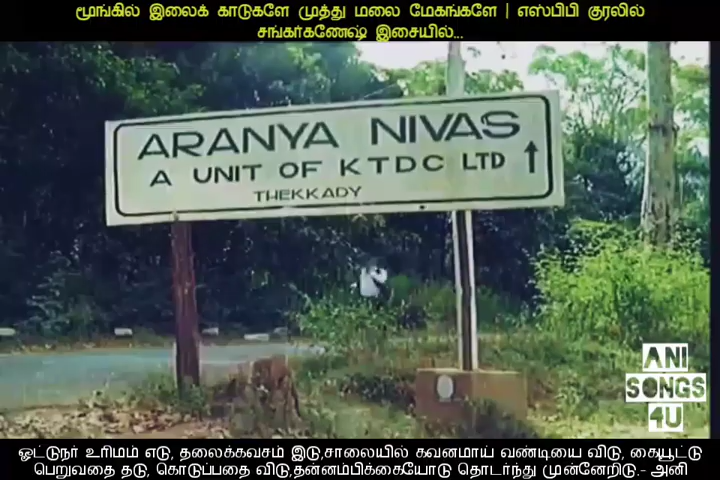 மூங்கில் இலைக் காடுகளே முத்து மலை மேகங்களே | எஸ்பிபி குரலில்
சங்கர்கணேஷ் இசையில்...
ARANYA NIVAS
A UNIT OF KTDC LTD
THEKKADY
ANI
SONGS
4U
ஓட்டுநர் உரிமம் எடு, தலைக்கவசம் இடு,சாலையில் கவனமாய் வண்டியை விடு, கையூட்டு
பெறுவதை தடு, கொடுப்பதை விடு,தன்னம்பிக்கையோடு தொடர்ந்து முன்னேறிடு.- அனி